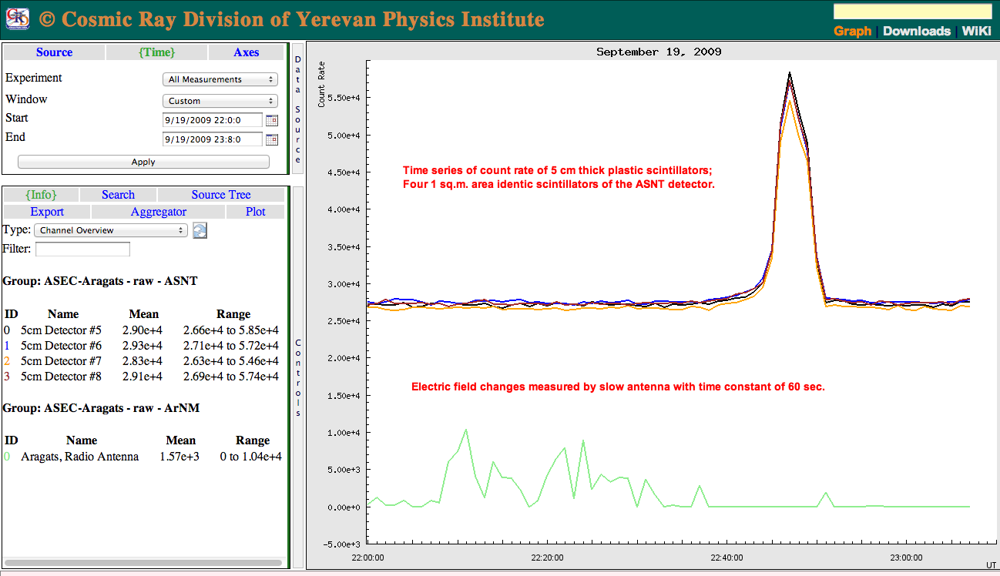 © Cosmic Ray Division of Yerevan Physics Institute
Graph | Downloads | WiKi
Source {Time} Axes
Experiment All Measurements
Window Custom
Start 9/19/2009 22:0:0
End 9/19/2009 23:8:0
Apply
Data Source
{Info} Search Source Tree
Export Aggregator Plot
Type: Channel Overview
Filter:
Group: ASEC-Aragats - raw - ASNT
ID Name Mean Range
0 5cm Detector #5 2.90e+4 2.66e+4 to 5.85e+4
1 5cm Detector #6 2.93e+4 2.71e+4 to 5.72e+4
2 5cm Detector #7 2.83e+4 2.63e+4 to 5.46e+4
3 5cm Detector #8 2.91e+4 2.69e+4 to 5.74e+4
Group: ASEC-Aragats - raw - ArNM
ID Name Mean Range
0 Aragats, Radio Antenna 1.57e+3 0 to 1.04e+4
Controls
September 19, 2009
Count Rate
5.50e+4
5.00e+4
4.50e+4
4.00e+4
3.50e+4
3.00e+4
2.50e+4
2.00e+4
1.50e+4
1.00e+4
5.00e+3
0.00e+0
-5.00e+3
Time series of count rate of 5 cm thick plastic scintillators;
Four 1 sq.m. area identic scintillators of the ASNT detector.
Electric field changes measured by slow antenna with time constant of 60 sec.
22:00:00 22:20:00 22:40:00 23:00:00
UT